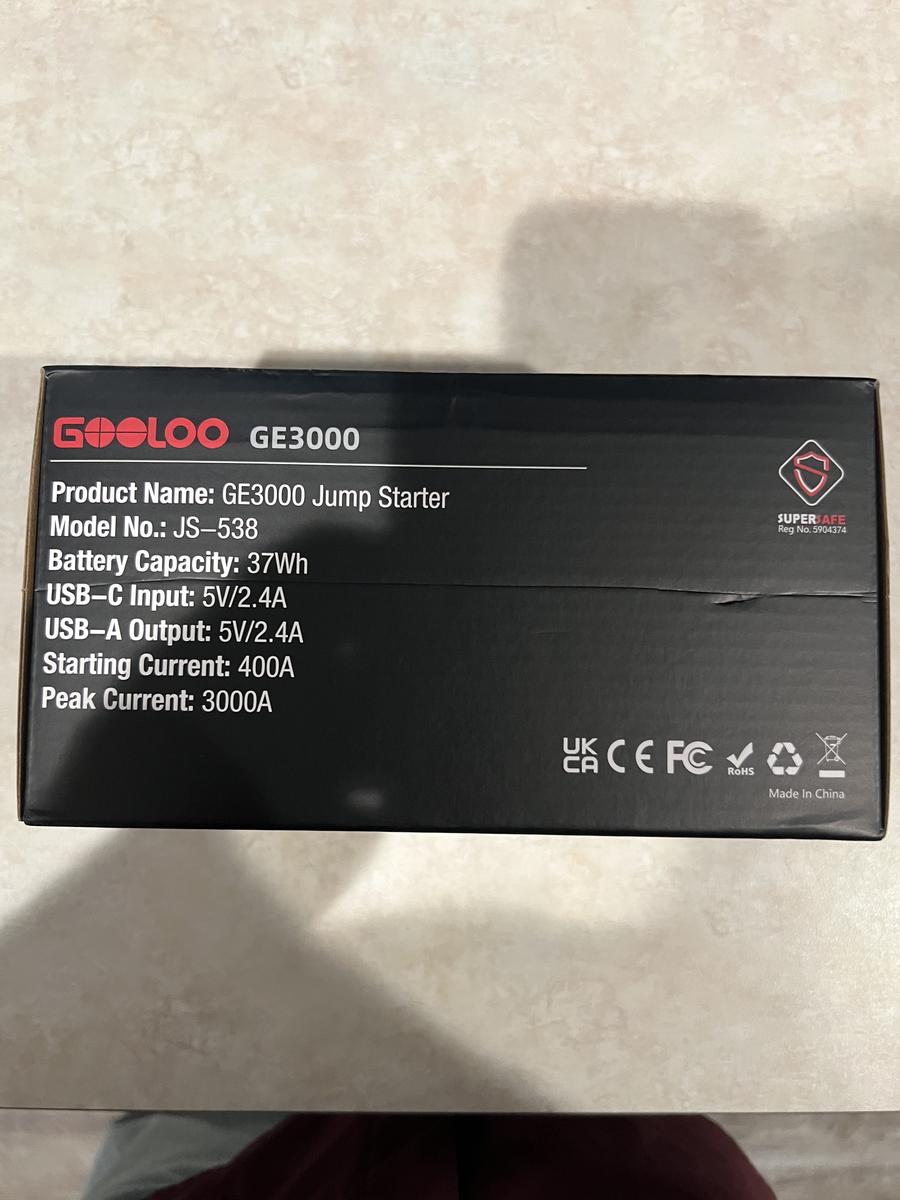 GOOLOO GE3000
Product Name: GE3000 Jump Starter
Model No.: JS–538
Battery Capacity: 37Wh
USB–C Input: 5V/2.4A
USB–A Output: 5V/2.4A
Starting Current: 400A
Peak Current: 3000A
SUPERSAFE
Reg No. 5904374
UK
CA CE FC RoHS
Made In China